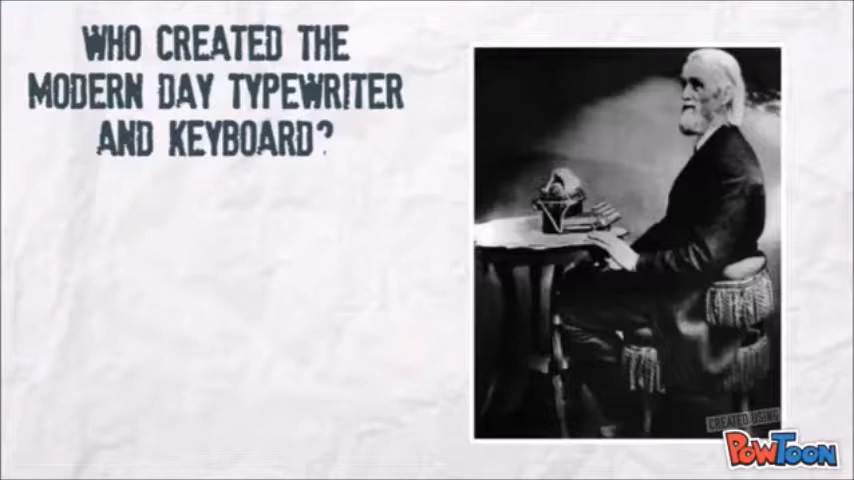 WHO CREATED THE
MODERN DAY TYPEWRITER
AND KEYBOARD?
CREATED USING
POWTOON